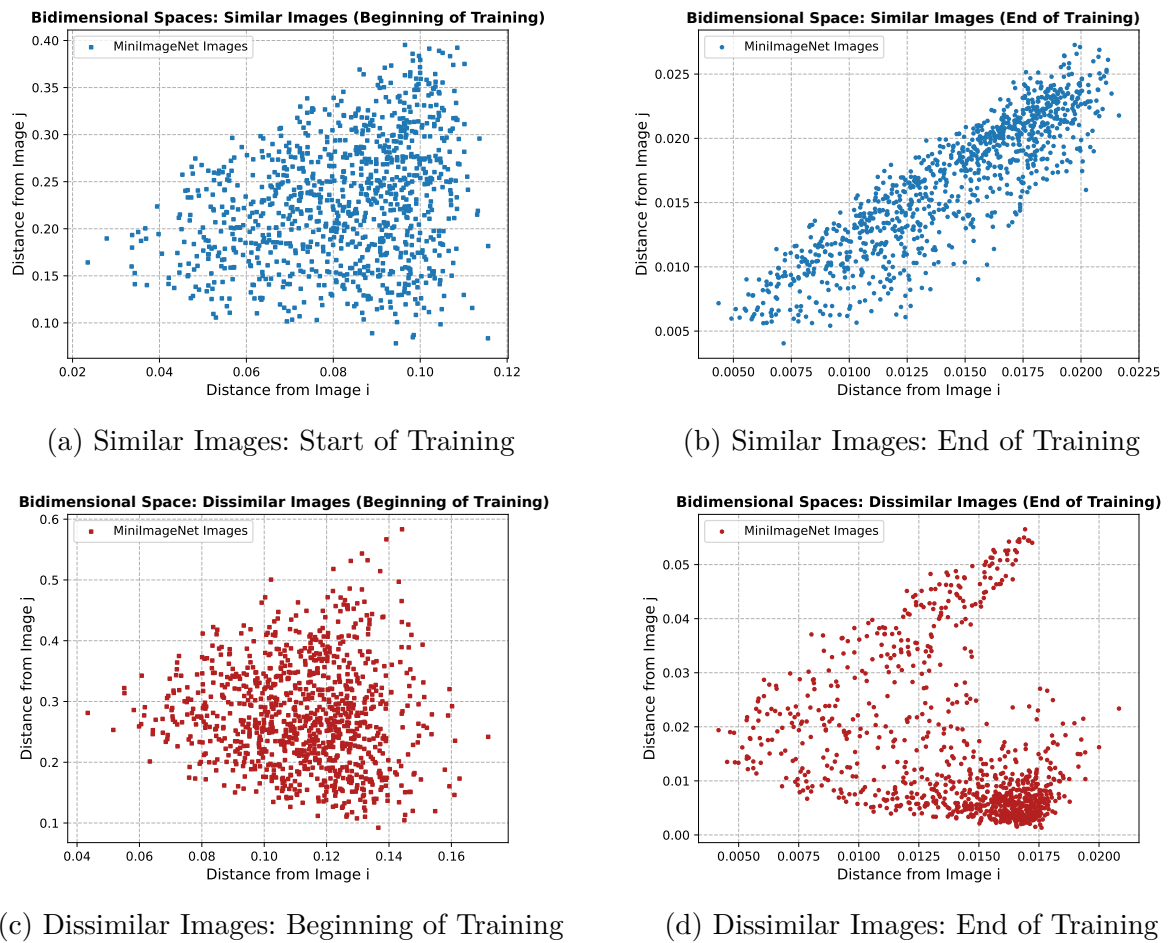 Bidimensional Spaces: Similar Images (Beginning of Training)
MiniImageNet Images
0.40
0.35
0.30
0.25
0.20
0.15
0.10
Distance from Image j
0.02 0.04 0.06 0.08 0.10 0.12
Distance from Image i
(a) Similar Images: Start of Training
Bidimensional Space: Similar Images (End of Training)
MiniImageNet Images
0.025
0.020
0.015
0.010
0.005
Distance from Image j
0.0050 0.0075 0.0100 0.0125 0.0150 0.0175 0.0200 0.0225
Distance from Image i
(b) Similar Images: End of Training
Bidimensional Space: Dissimilar Images (Beginning of Training)
MiniImageNet Images
0.6
0.5
0.4
0.3
0.2
0.1
Distance from Image j
0.04 0.06 0.08 0.10 0.12 0.14 0.16
Distance from Image i
(c) Dissimilar Images: Beginning of Training
Bidimensional Spaces: Dissimilar Images (End of Training)
MiniImageNet Images
0.05
0.04
0.03
0.02
0.01
0.00
Distance from Image j
0.0050 0.0075 0.0100 0.0125 0.0150 0.0175 0.0200
Distance from Image i
(d) Dissimilar Images: End of Training